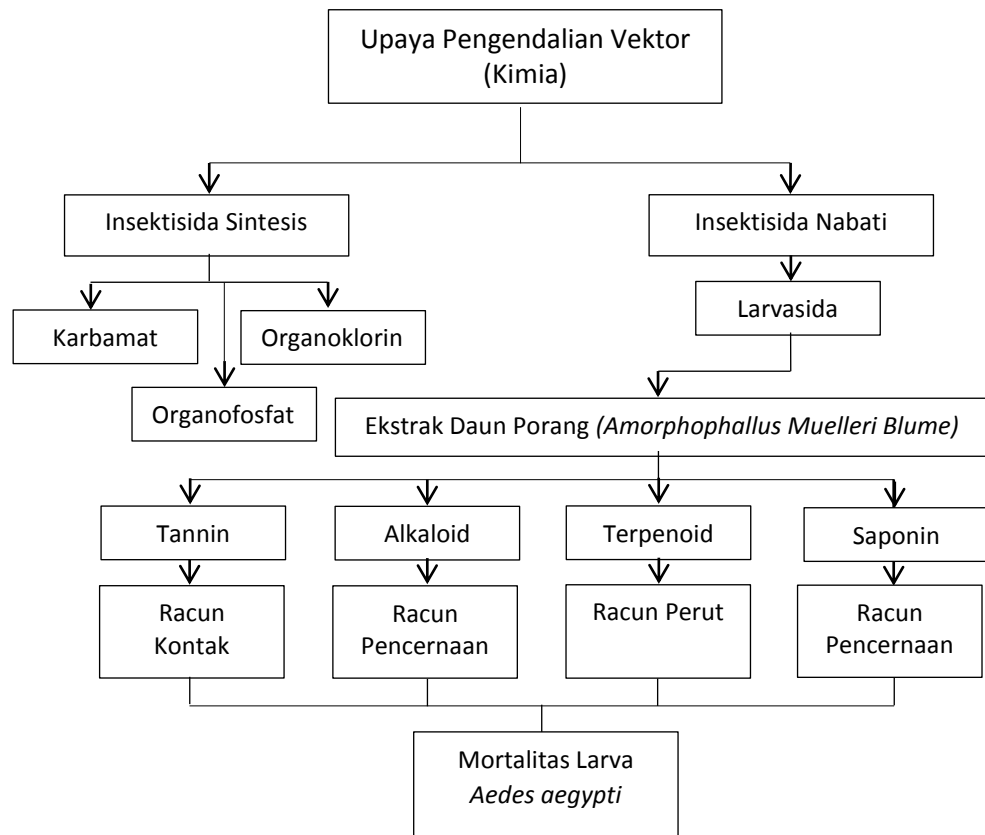 Upaya Pengendalian Vektor
(Kimia)
Insektisida Sintesis
Insektisida Nabati
Karbamat
Organoklorin
Larvasida
Organofosfat
Ekstrak Daun Porang (Amorphophallus Muelleri Blume)
Tannin
Alkaloid
Terpenoid
Saponin
Racun
Kontak
Racun
Pencernaan
Racun Perut
Racun
Pencernaan
Mortalitas Larva
Aedes aegypti